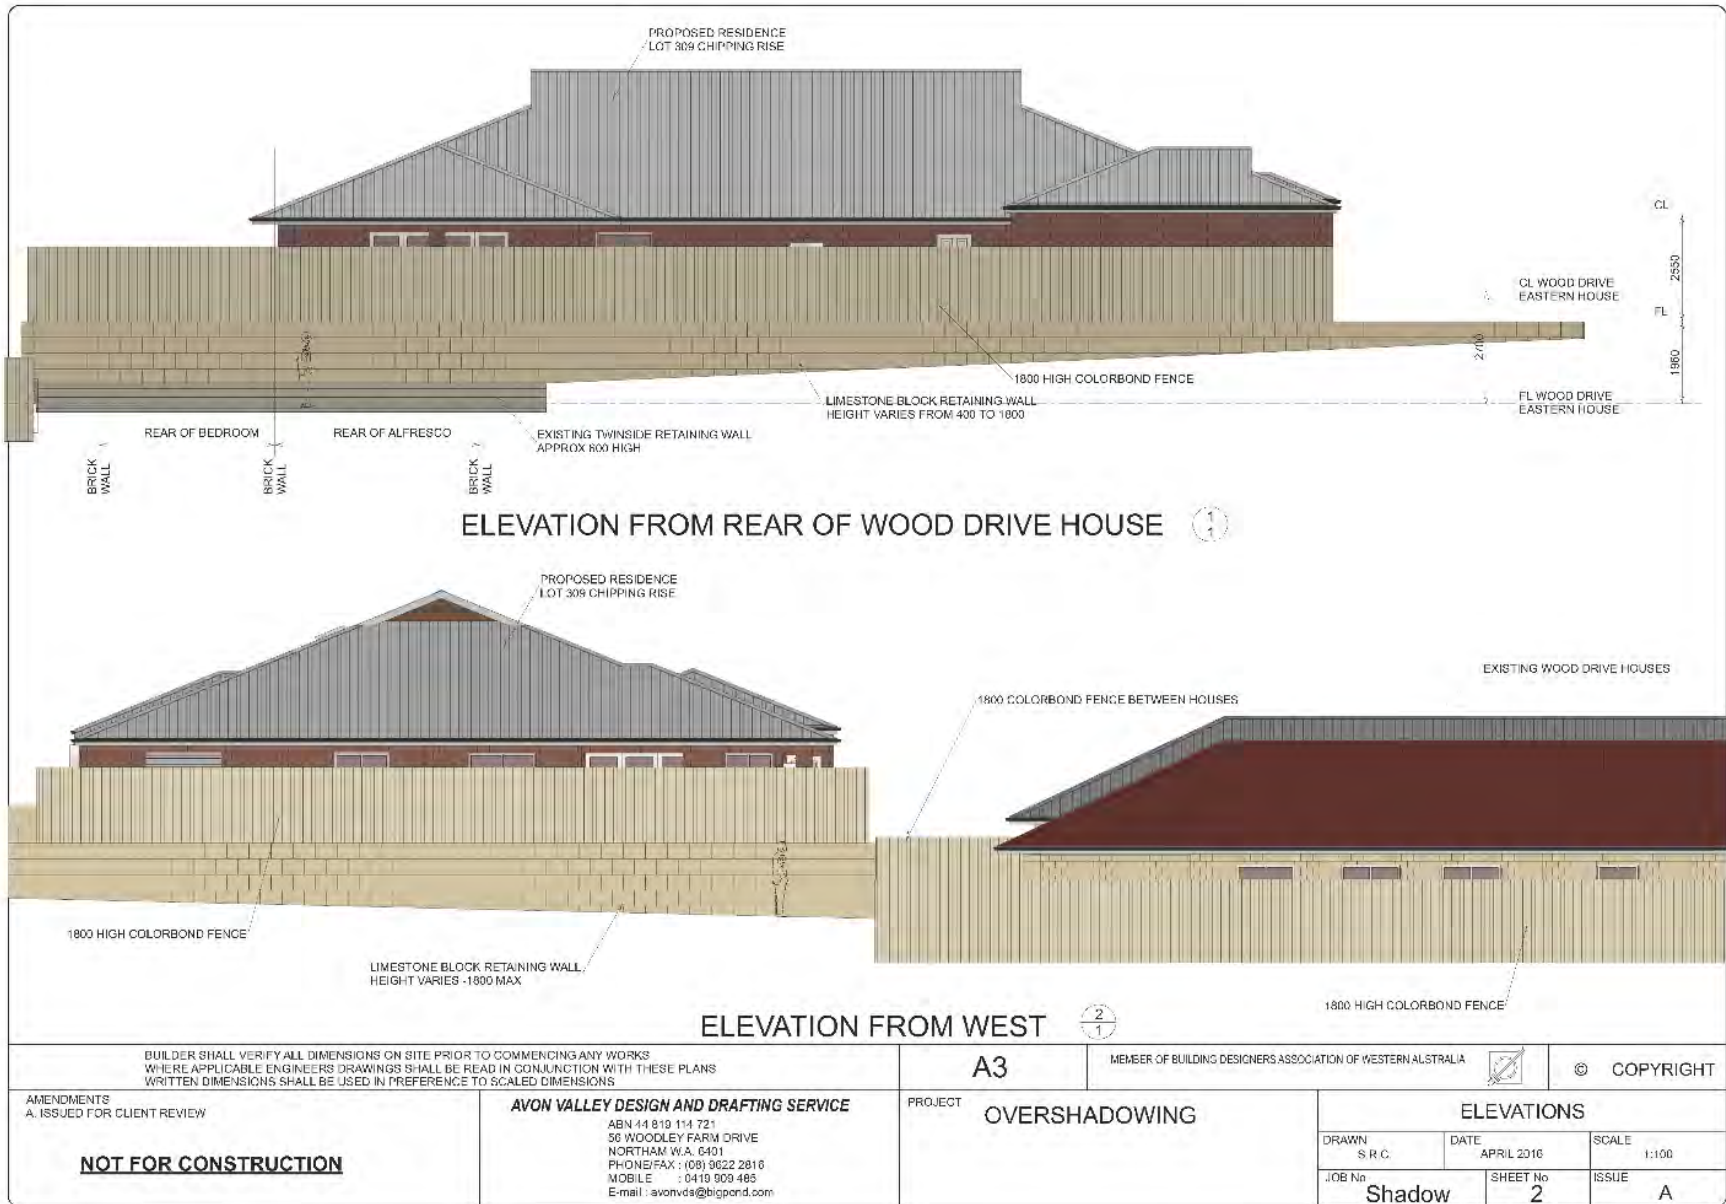 PROPOSED RESIDENCE
LOT 309 CHIPPING RISE
CL
2550
CL WOOD DRIVE
EASTERN HOUSE
FL
2700
1960
1800 HIGH COLORBOND FENCE
LIMESTONE BLOCK RETAINING WALL
HEIGHT VARIES FROM 400 TO 1800
FL WOOD DRIVE
EASTERN HOUSE
REAR OF BEDROOM
REAR OF ALFRESCO
EXISTING TWINSIDE RETAINING WALL
APPROX 600 HIGH
BRICK
WALL
BRICK
WALL
BRICK
WALL
ELEVATION FROM REAR OF WOOD DRIVE HOUSE
1
1
PROPOSED RESIDENCE
LOT 309 CHIPPING RISE
EXISTING WOOD DRIVE HOUSES
1800 COLORBOND FENCE BETWEEN HOUSES
1800 HIGH COLORBOND FENCE
LIMESTONE BLOCK RETAINING WALL
HEIGHT VARIES -1800 MAX
1800 HIGH COLORBOND FENCE
ELEVATION FROM WEST
2
1
BUILDER SHALL VERIFY ALL DIMENSIONS ON SITE PRIOR TO COMMENCING ANY WORKS
WHERE APPLICABLE ENGINEERS DRAWINGS SHALL BE READ IN CONJUNCTION WITH THESE PLANS
WRITTEN DIMENSIONS SHALL BE USED IN PREFERENCE TO SCALED DIMENSIONS
A3
MEMBER OF BUILDING DESIGNERS ASSOCIATION OF WESTERN AUSTRALIA
© COPYRIGHT
AMENDMENTS
A. ISSUED FOR CLIENT REVIEW
NOT FOR CONSTRUCTION
AVON VALLEY DESIGN AND DRAFTING SERVICE
ABN 44 819 114 721
56 WOODLEY FARM DRIVE
NORTHAM W.A. 6401
PHONE/FAX : (08) 9622 2816
MOBILE : 0419 909 485
E-mail : avonvds@bigpond.com
PROJECT
OVERSHADOWING
ELEVATIONS
DRAWN
S.R.C.
DATE
APRIL 2016
SCALE
1:100
JOB No
Shadow
SHEET No
2
ISSUE
A